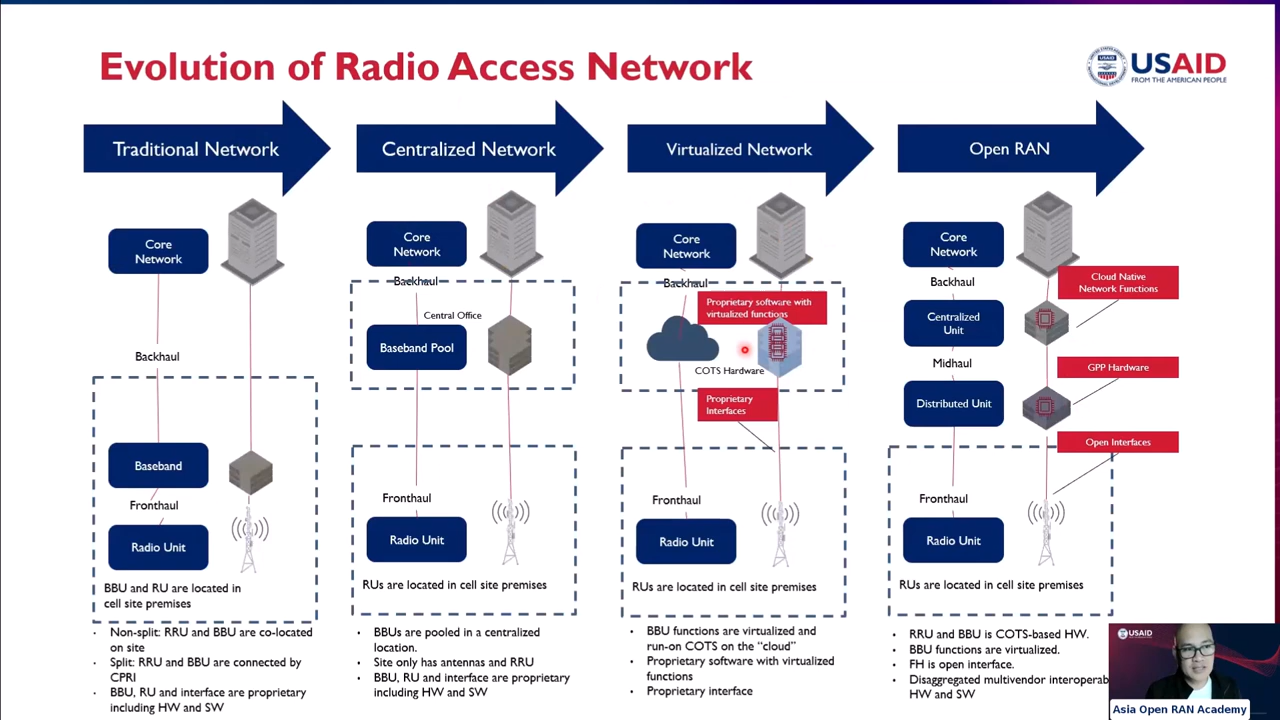 Evolution of Radio Access Network
USAID
FROM THE AMERICAN PEOPLE
Traditional Network
Core
Network
Backhaul
Baseband
Fronthaul
Radio Unit
BBU and RU are located in
cell site premises
Non-split: RRU and BBU are co-located
on site
Split: RRU and BBU are connected by
CPRI
BBU, RU and interface are proprietary
including HW and SW
Centralized Network
Core
Network
Backhaul
Central Office
Baseband Pool
Fronthaul
Radio Unit
RUs are located in cell site premises
BBUs are pooled in a centralized
location.
Site only has antennas and RRU
BBU, RU and interface are proprietary
including HW and SW
Virtualized Network
Core
Network
Backhaul
Proprietary software with
virtualized functions
COTS Hardware
Proprietary
Interfaces
Fronthaul
Radio Unit
RUs are located in cell site premises
BBU functions are virtualized and
run-on COTS on the “cloud”
Proprietary software with virtualized
functions
Proprietary interface
Open RAN
Core
Network
Backhaul
Cloud Native
Network Functions
Centralized
Unit
Midhaul
GPP Hardware
Distributed Unit
Open Interfaces
Fronthaul
Radio Unit
RUs are located in cell site premises
RRU and BBU is COTS-based HW.
BBU functions are virtualized.
FH is open interface.
Disaggregated multivendor interoperab
HW and SW
USAID
Asia Open RAN Academy